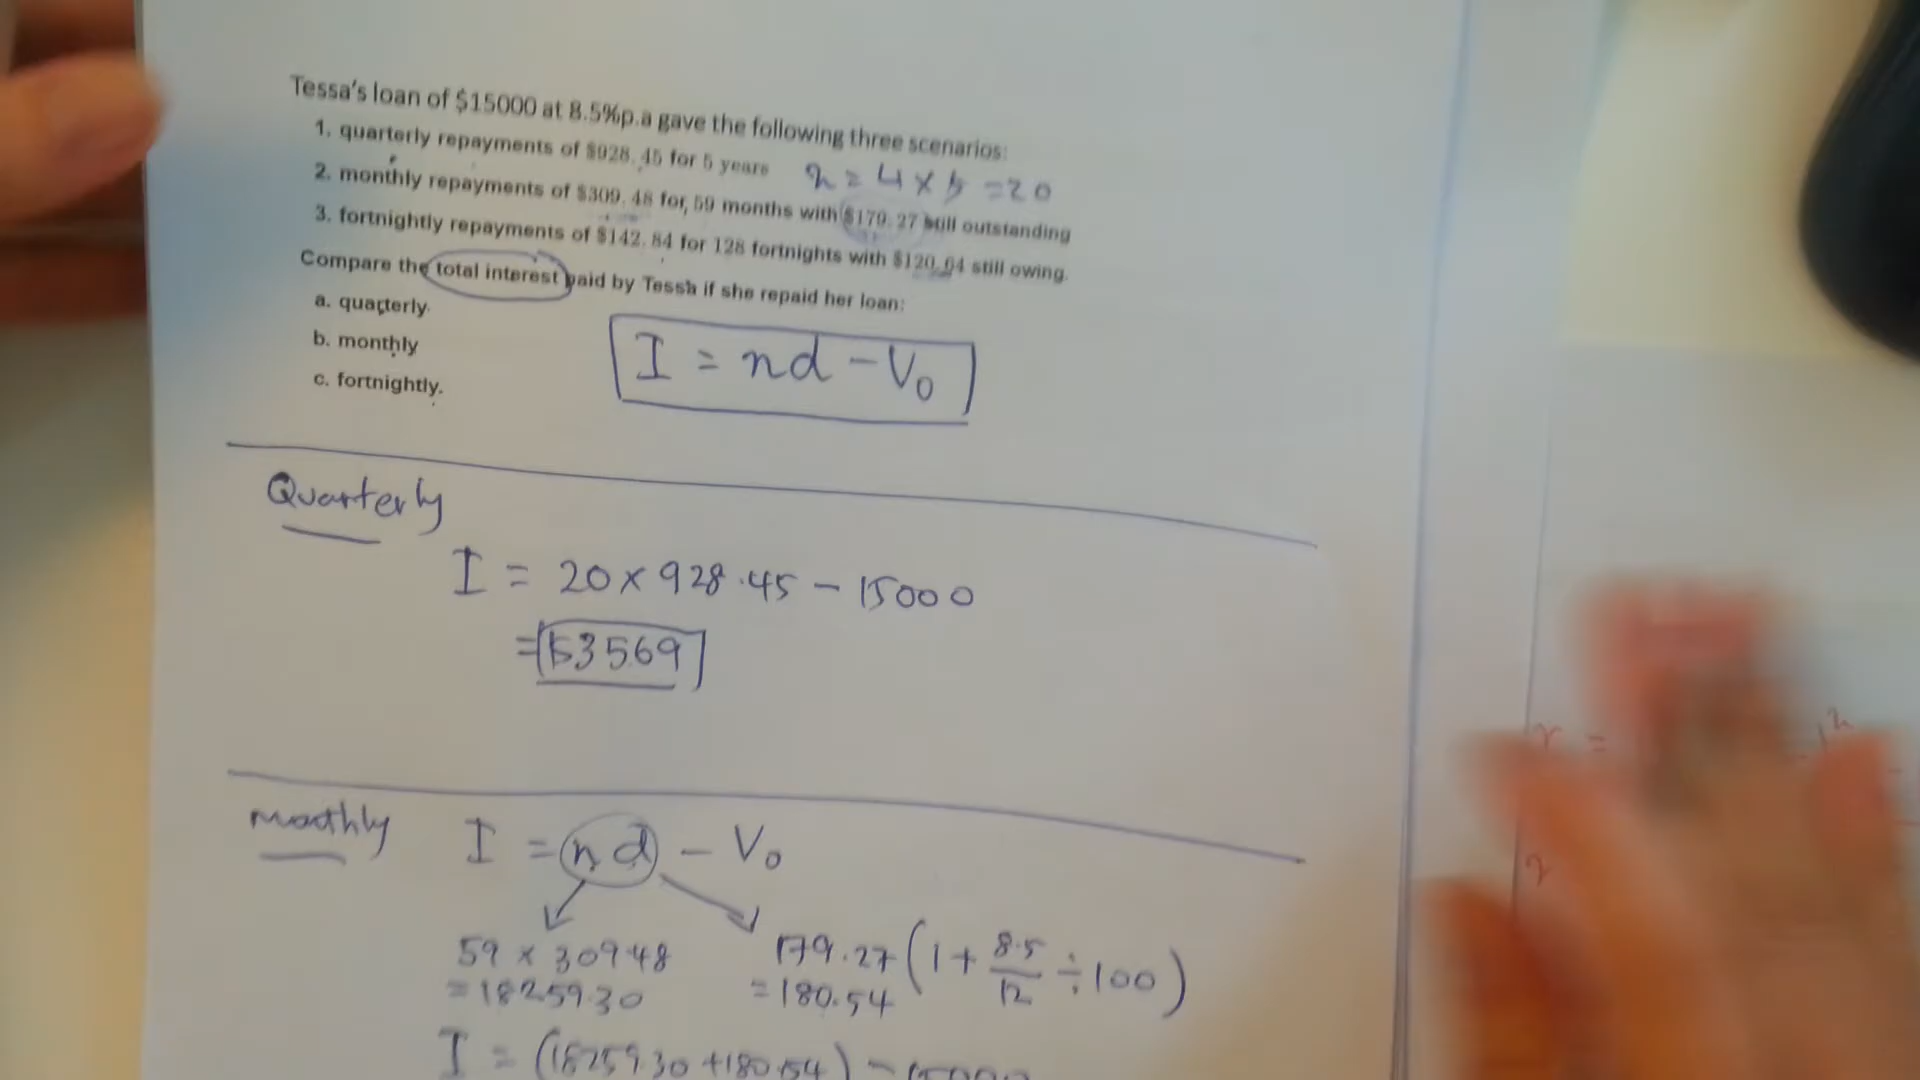 Tessa's loan of $15000 at 8.5%p.a gave the following three scenarios:
1. quarterly repayments of $928.45 for 5 years n = 4 × 5 = 20
2. monthly repayments of $309.48 for 59 months with $179.27 still outstanding
3. fortnightly repayments of $142.84 for 128 fortnights with $120.64 still owing.
Compare the total interest paid by Tessa if she repaid her loan:
a. quarterly.
b. monthly
c. fortnightly.
I = nd - V₀
Quarterly
I = 20 × 928.45 - 15000
= $3569
monthly I = nd - V₀
59 × 309.48 179.27 (1 + 8.5/12 ÷ 100)
= 18259.30 = 180.54
I = (18259.30 + 180.54) - 15000
r =